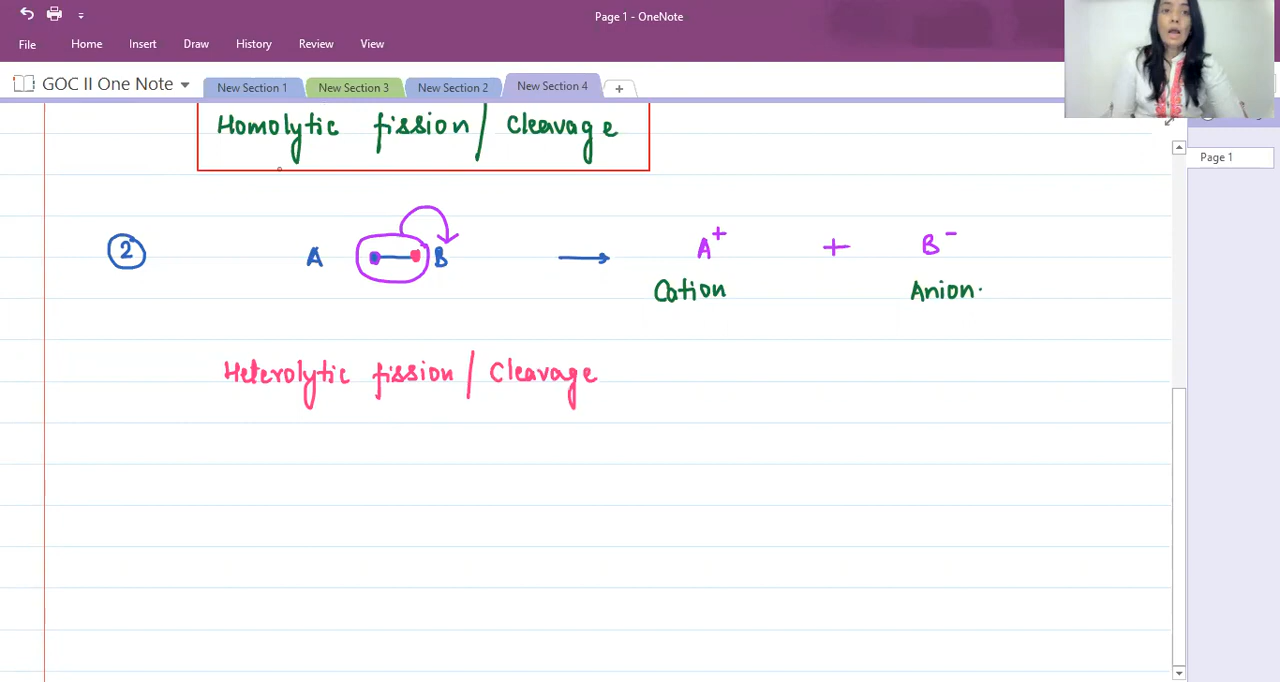 Page 1 - OneNote
File Home Insert Draw History Review View
GOC II One Note New Section 1 New Section 3 New Section 2 New Section 4 +
Page 1
Homolytic fission / Cleavage
2 A B → A+ + B-
Cation Anion.
Heterolytic fission / Cleavage